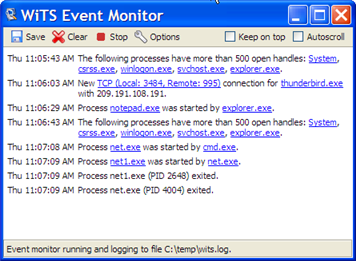 WiTS Event Monitor
Save Clear Stop Options Keep on top Autoscroll
Thu 11:05:43 AM The following processes have more than 500 open handles: System,
csrss.exe, winlogon.exe, svchost.exe, explorer.exe.
Thu 11:06:03 AM New TCP (Local: 3484, Remote: 995) connection for thunderbird.exe
with 209.191.108.191.
Thu 11:06:29 AM Process notepad.exe was started by explorer.exe.
Thu 11:06:43 AM The following processes have more than 500 open handles: System,
csrss.exe, winlogon.exe, svchost.exe, explorer.exe.
Thu 11:07:08 AM Process net.exe was started by cmd.exe.
Thu 11:07:09 AM Process net1.exe was started by net.exe.
Thu 11:07:09 AM Process net1.exe (PID 2648) exited.
Thu 11:07:09 AM Process net.exe (PID 4004) exited.
Event monitor running and logging to file C:\temp\wits.log.